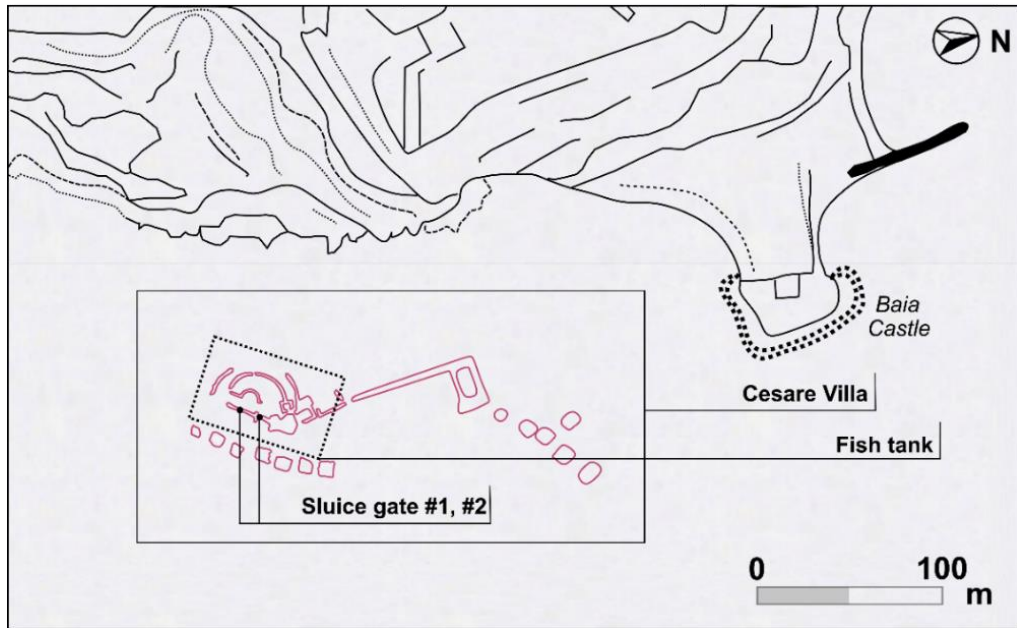 N
Baia
Castle
Cesare Villa
Fish tank
Sluice gate #1, #2
0 100
m